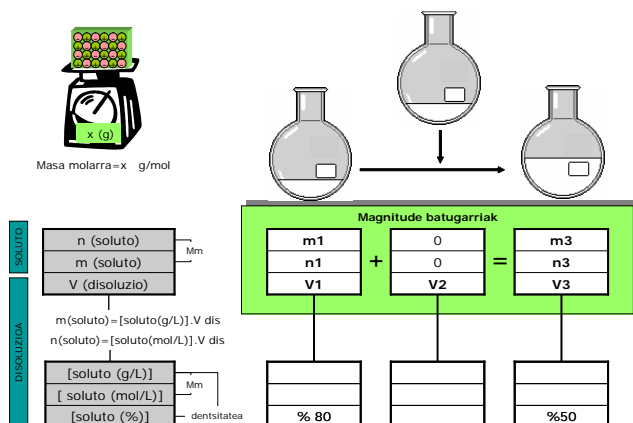 x (g)
Masa molarra=x g/mol
Magnitude batugarriak
SOLUTO
n (soluto)
m (soluto)
V (disoluzio)
Mm
m1
n1
V1
+
0
0
V2
=
m3
n3
V3
DISOLUZIOA
m(soluto)=[soluto(g/L)].V dis
n(soluto)=[soluto(mol/L)].V dis
[soluto (g/L)]
[ soluto (mol/L)]
[soluto (%)]
Mm
dentsitatea
% 80
%50